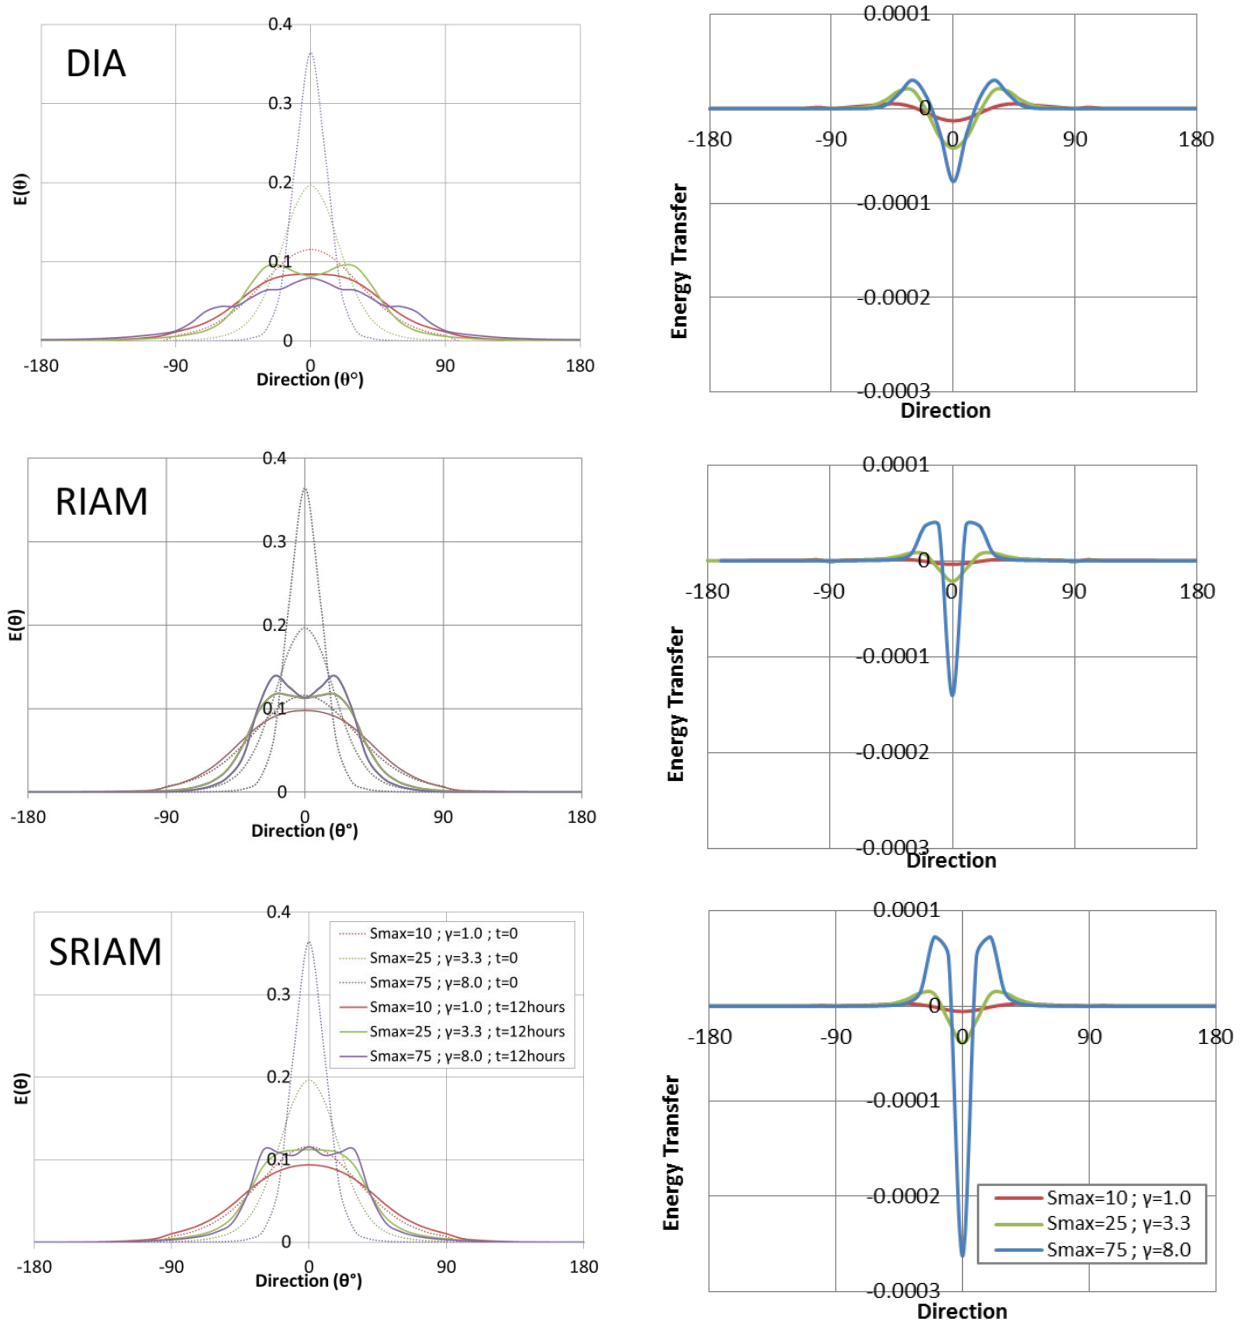 DIA
0.4
0.3
0.2
0.1
0
E(θ)
-180
-90
0
90
180
Direction (θ°)
0.0001
0
-180
-90
0
90
180
-0.0001
-0.0002
-0.0003
Energy Transfer
Direction
RIAM
0.4
0.3
0.2
0.1
0
E(θ)
-180
-90
0
90
180
Direction (θ°)
0.0001
0
-180
-90
0
90
180
-0.0001
-0.0002
-0.0003
Energy Transfer
Direction
SRIAM
0.4
0.3
0.2
0.1
0
E(θ)
Smax=10 ; γ=1.0 ; t=0
Smax=25 ; γ=3.3 ; t=0
Smax=75 ; γ=8.0 ; t=0
Smax=10 ; γ=1.0 ; t=12hours
Smax=25 ; γ=3.3 ; t=12hours
Smax=75 ; γ=8.0 ; t=12hours
-180
-90
0
90
180
Direction (θ°)
0.0001
0
-180
-90
0
90
180
-0.0001
-0.0002
-0.0003
Energy Transfer
Smax=10 ; γ=1.0
Smax=25 ; γ=3.3
Smax=75 ; γ=8.0
Direction